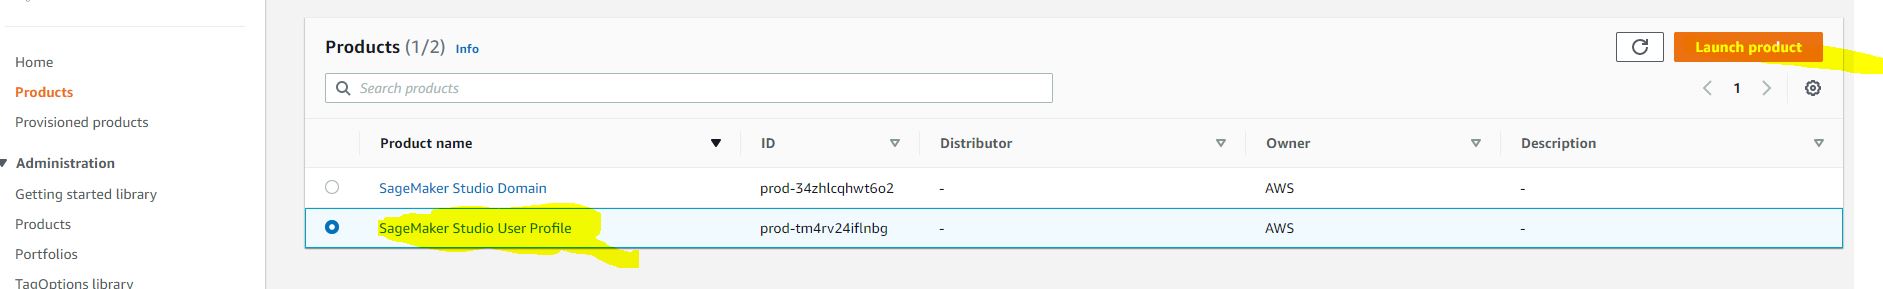 Home
Products
Provisioned products
Administration
Getting started library
Products
Portfolios
TagOptions library
Products (1/2) Info
Launch product
Search products
1
Product name ID Distributor Owner Description
SageMaker Studio Domain prod-34zhlcqhwt6o2 - AWS -
SageMaker Studio User Profile prod-tm4rv24iflnbg - AWS -